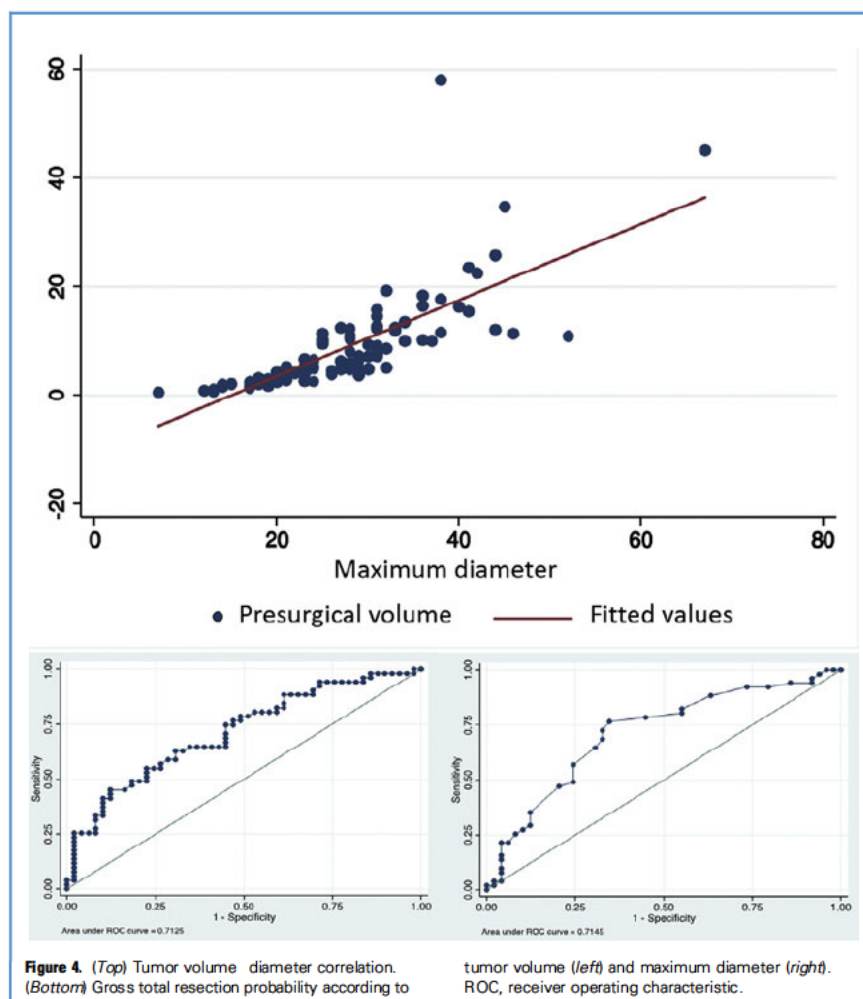 60
40
20
0
-20
0 20 40 60 80
Maximum diameter
Presurgical volume Fitted values
Sensitivity
1.00
0.75
0.50
0.25
0.00
0.00 0.25 0.50 0.75 1.00
1 - Specificity
Area under ROC curve = 0.7125
Sensitivity
1.00
0.75
0.50
0.25
0.00
0.00 0.25 0.50 0.75 1.00
1 - Specificity
Area under ROC curve = 0.7145
Figure 4. (Top) Tumor volume diameter correlation.
(Bottom) Gross total resection probability according to
tumor volume (left) and maximum diameter (right).
ROC, receiver operating characteristic.